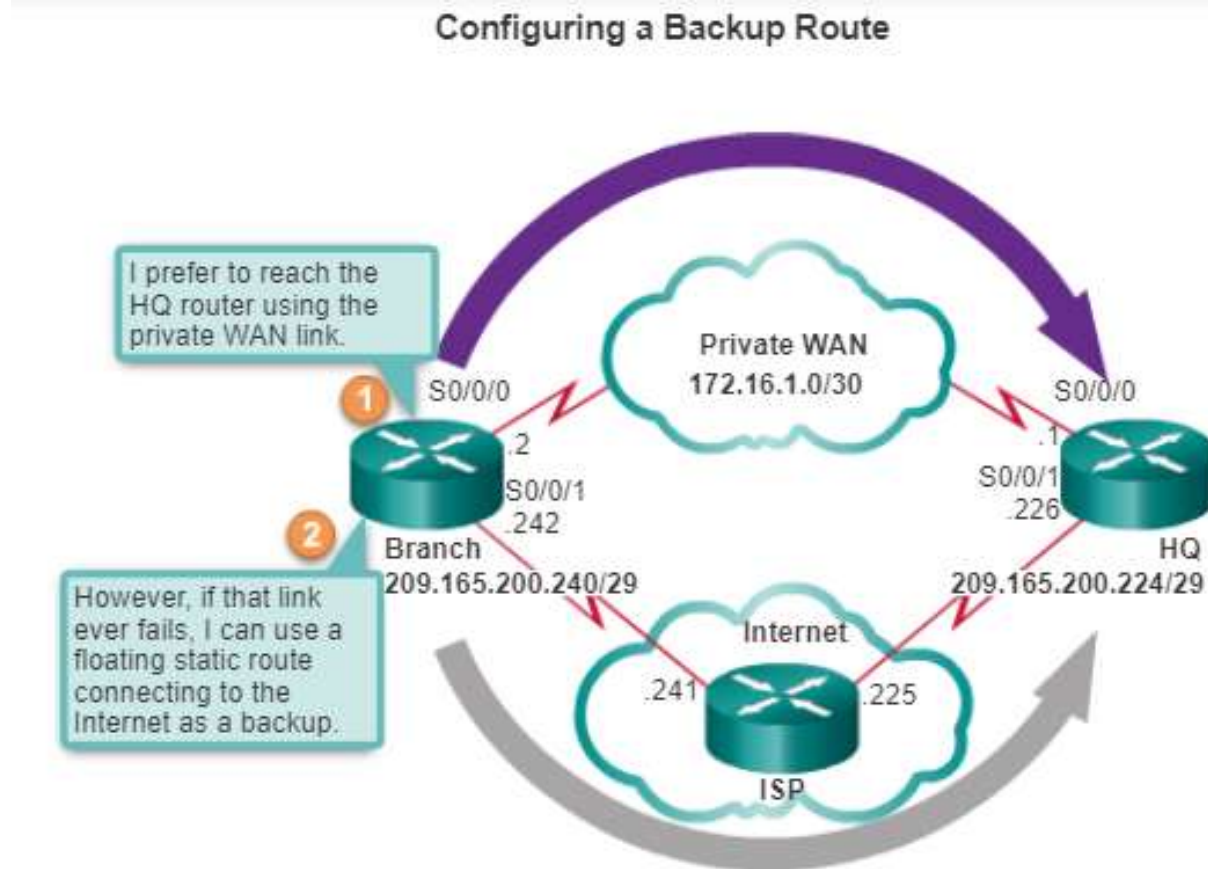 Configuring a Backup Route
I prefer to reach the
HQ router using the
private WAN link.
1
S0/0/0
Private WAN
172.16.1.0/30
S0/0/0
.2
.1
S0/0/1
.242
S0/0/1
.226
2
Branch
209.165.200.240/29
HQ
209.165.200.224/29
However, if that link
ever fails, I can use a
floating static route
connecting to the
Internet as a backup.
Internet
.241
.225
ISP